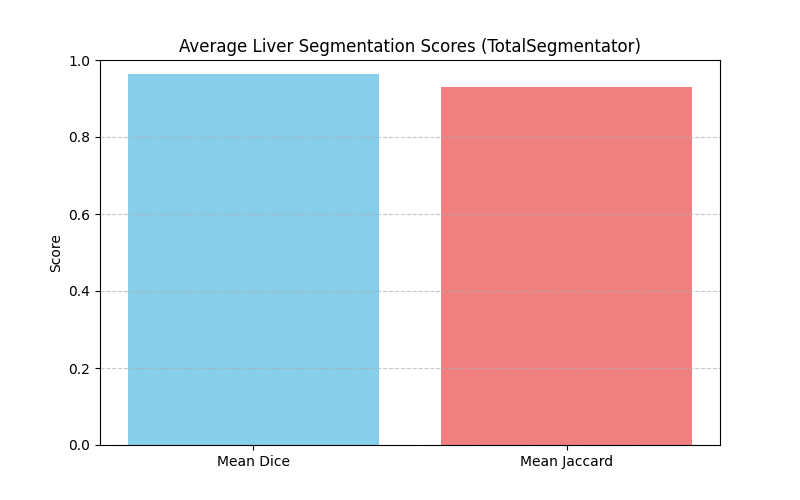 Average Liver Segmentation Scores (TotalSegmentator)
1.0
0.8
0.6
0.4
0.2
0.0
Score
Mean Dice
Mean Jaccard